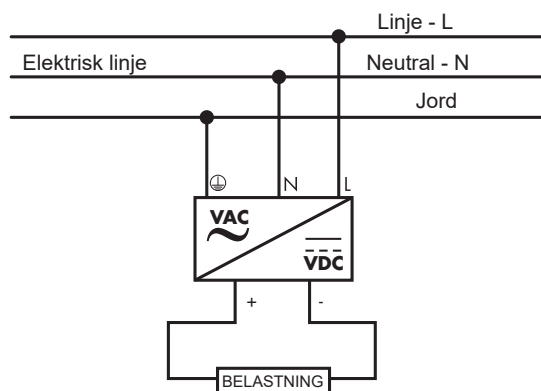 Linje - L
Elektrisk linje
Neutral - N
Jord
N
L
VAC
VDC
+
-
BELASTNING